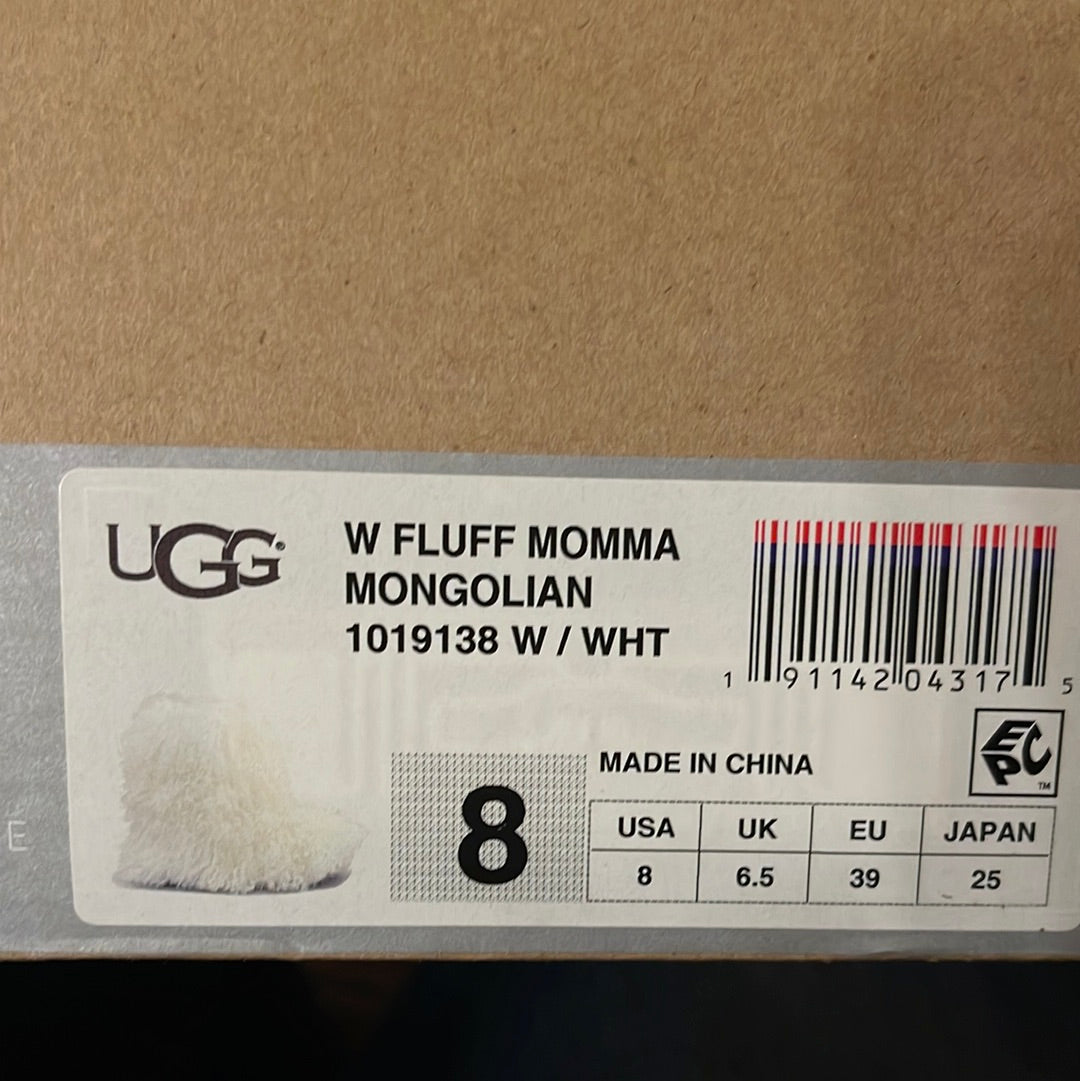 UGG®
W FLUFF MOMMA
MONGOLIAN
1019138 W / WHT
1 91142 04317 5
MADE IN CHINA
EPC™
8
USA UK EU JAPAN
8 6.5 39 25
E